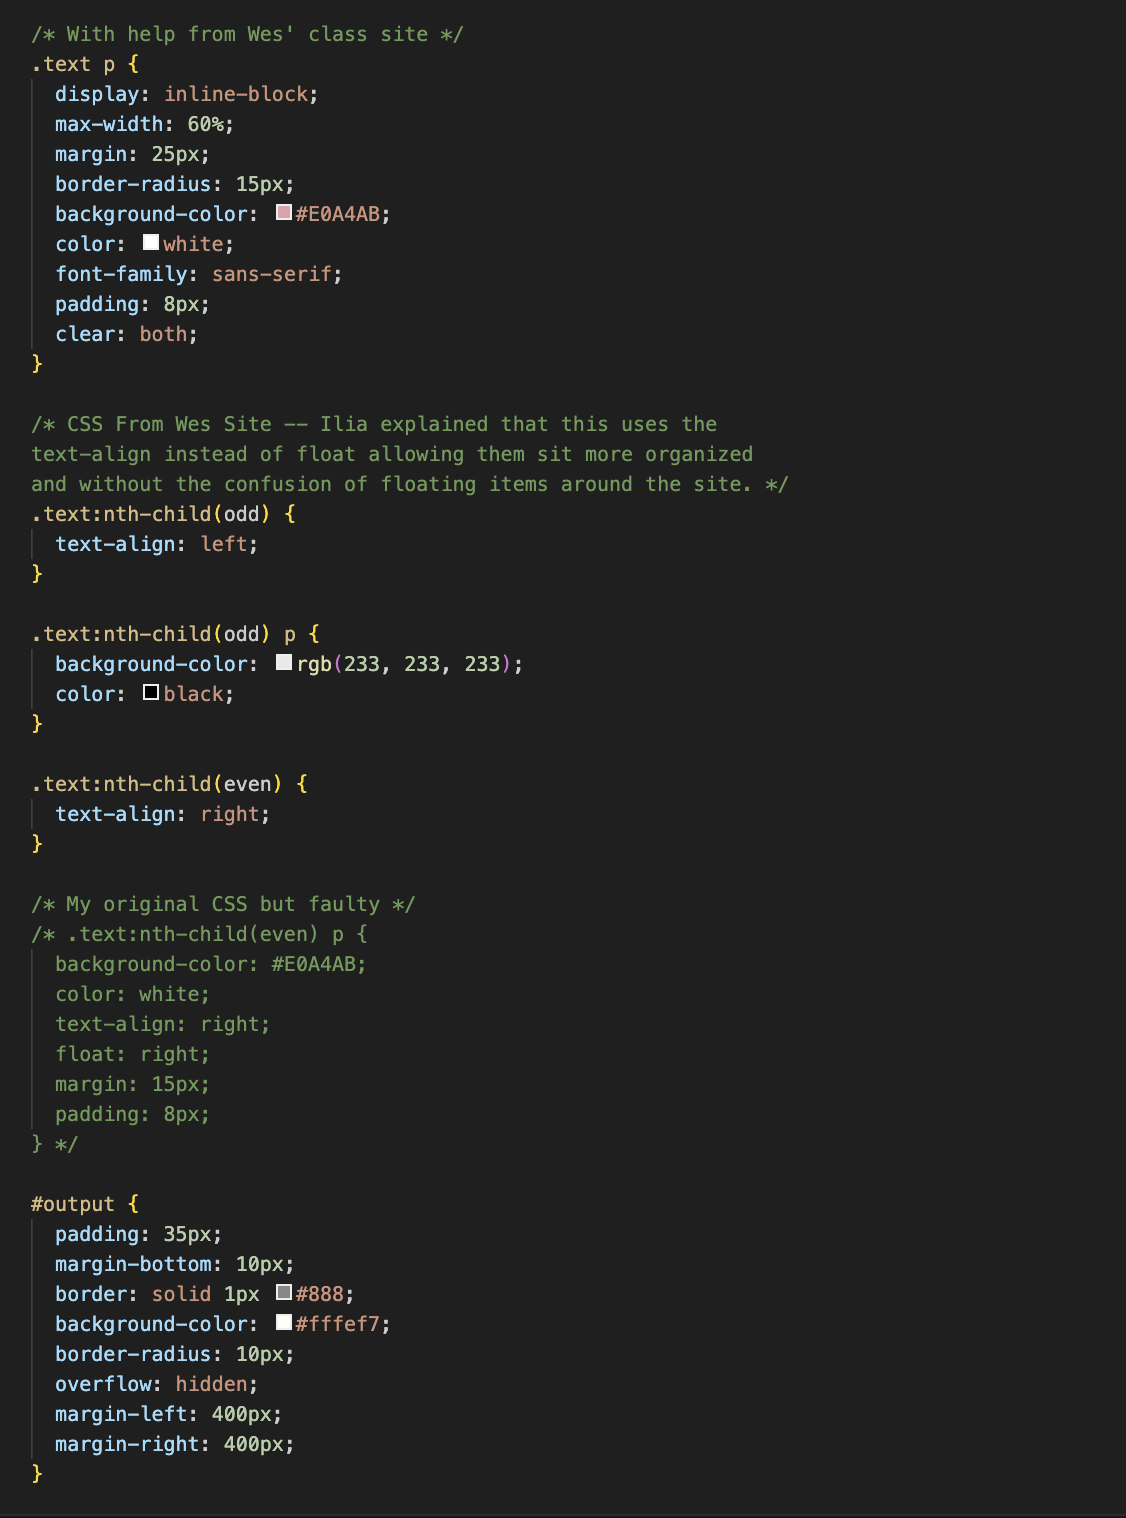 /* With help from Wes' class site */
.text p {
display: inline-block;
max-width: 60%;
margin: 25px;
border-radius: 15px;
background-color: #E0A4AB;
color: white;
font-family: sans-serif;
padding: 8px;
clear: both;
}
/* CSS From Wes Site -- Ilia explained that this uses the
text-align instead of float allowing them sit more organized
and without the confusion of floating items around the site. */
.text:nth-child(odd) {
text-align: left;
}
.text:nth-child(odd) p {
background-color: rgb(233, 233, 233);
color: black;
}
.text:nth-child(even) {
text-align: right;
}
/* My original CSS but faulty */
/* .text:nth-child(even) p {
background-color: #E0A4AB;
color: white;
text-align: right;
float: right;
margin: 15px;
padding: 8px;
} */
#output {
padding: 35px;
margin-bottom: 10px;
border: solid 1px #888;
background-color: #fffef7;
border-radius: 10px;
overflow: hidden;
margin-left: 400px;
margin-right: 400px;
}